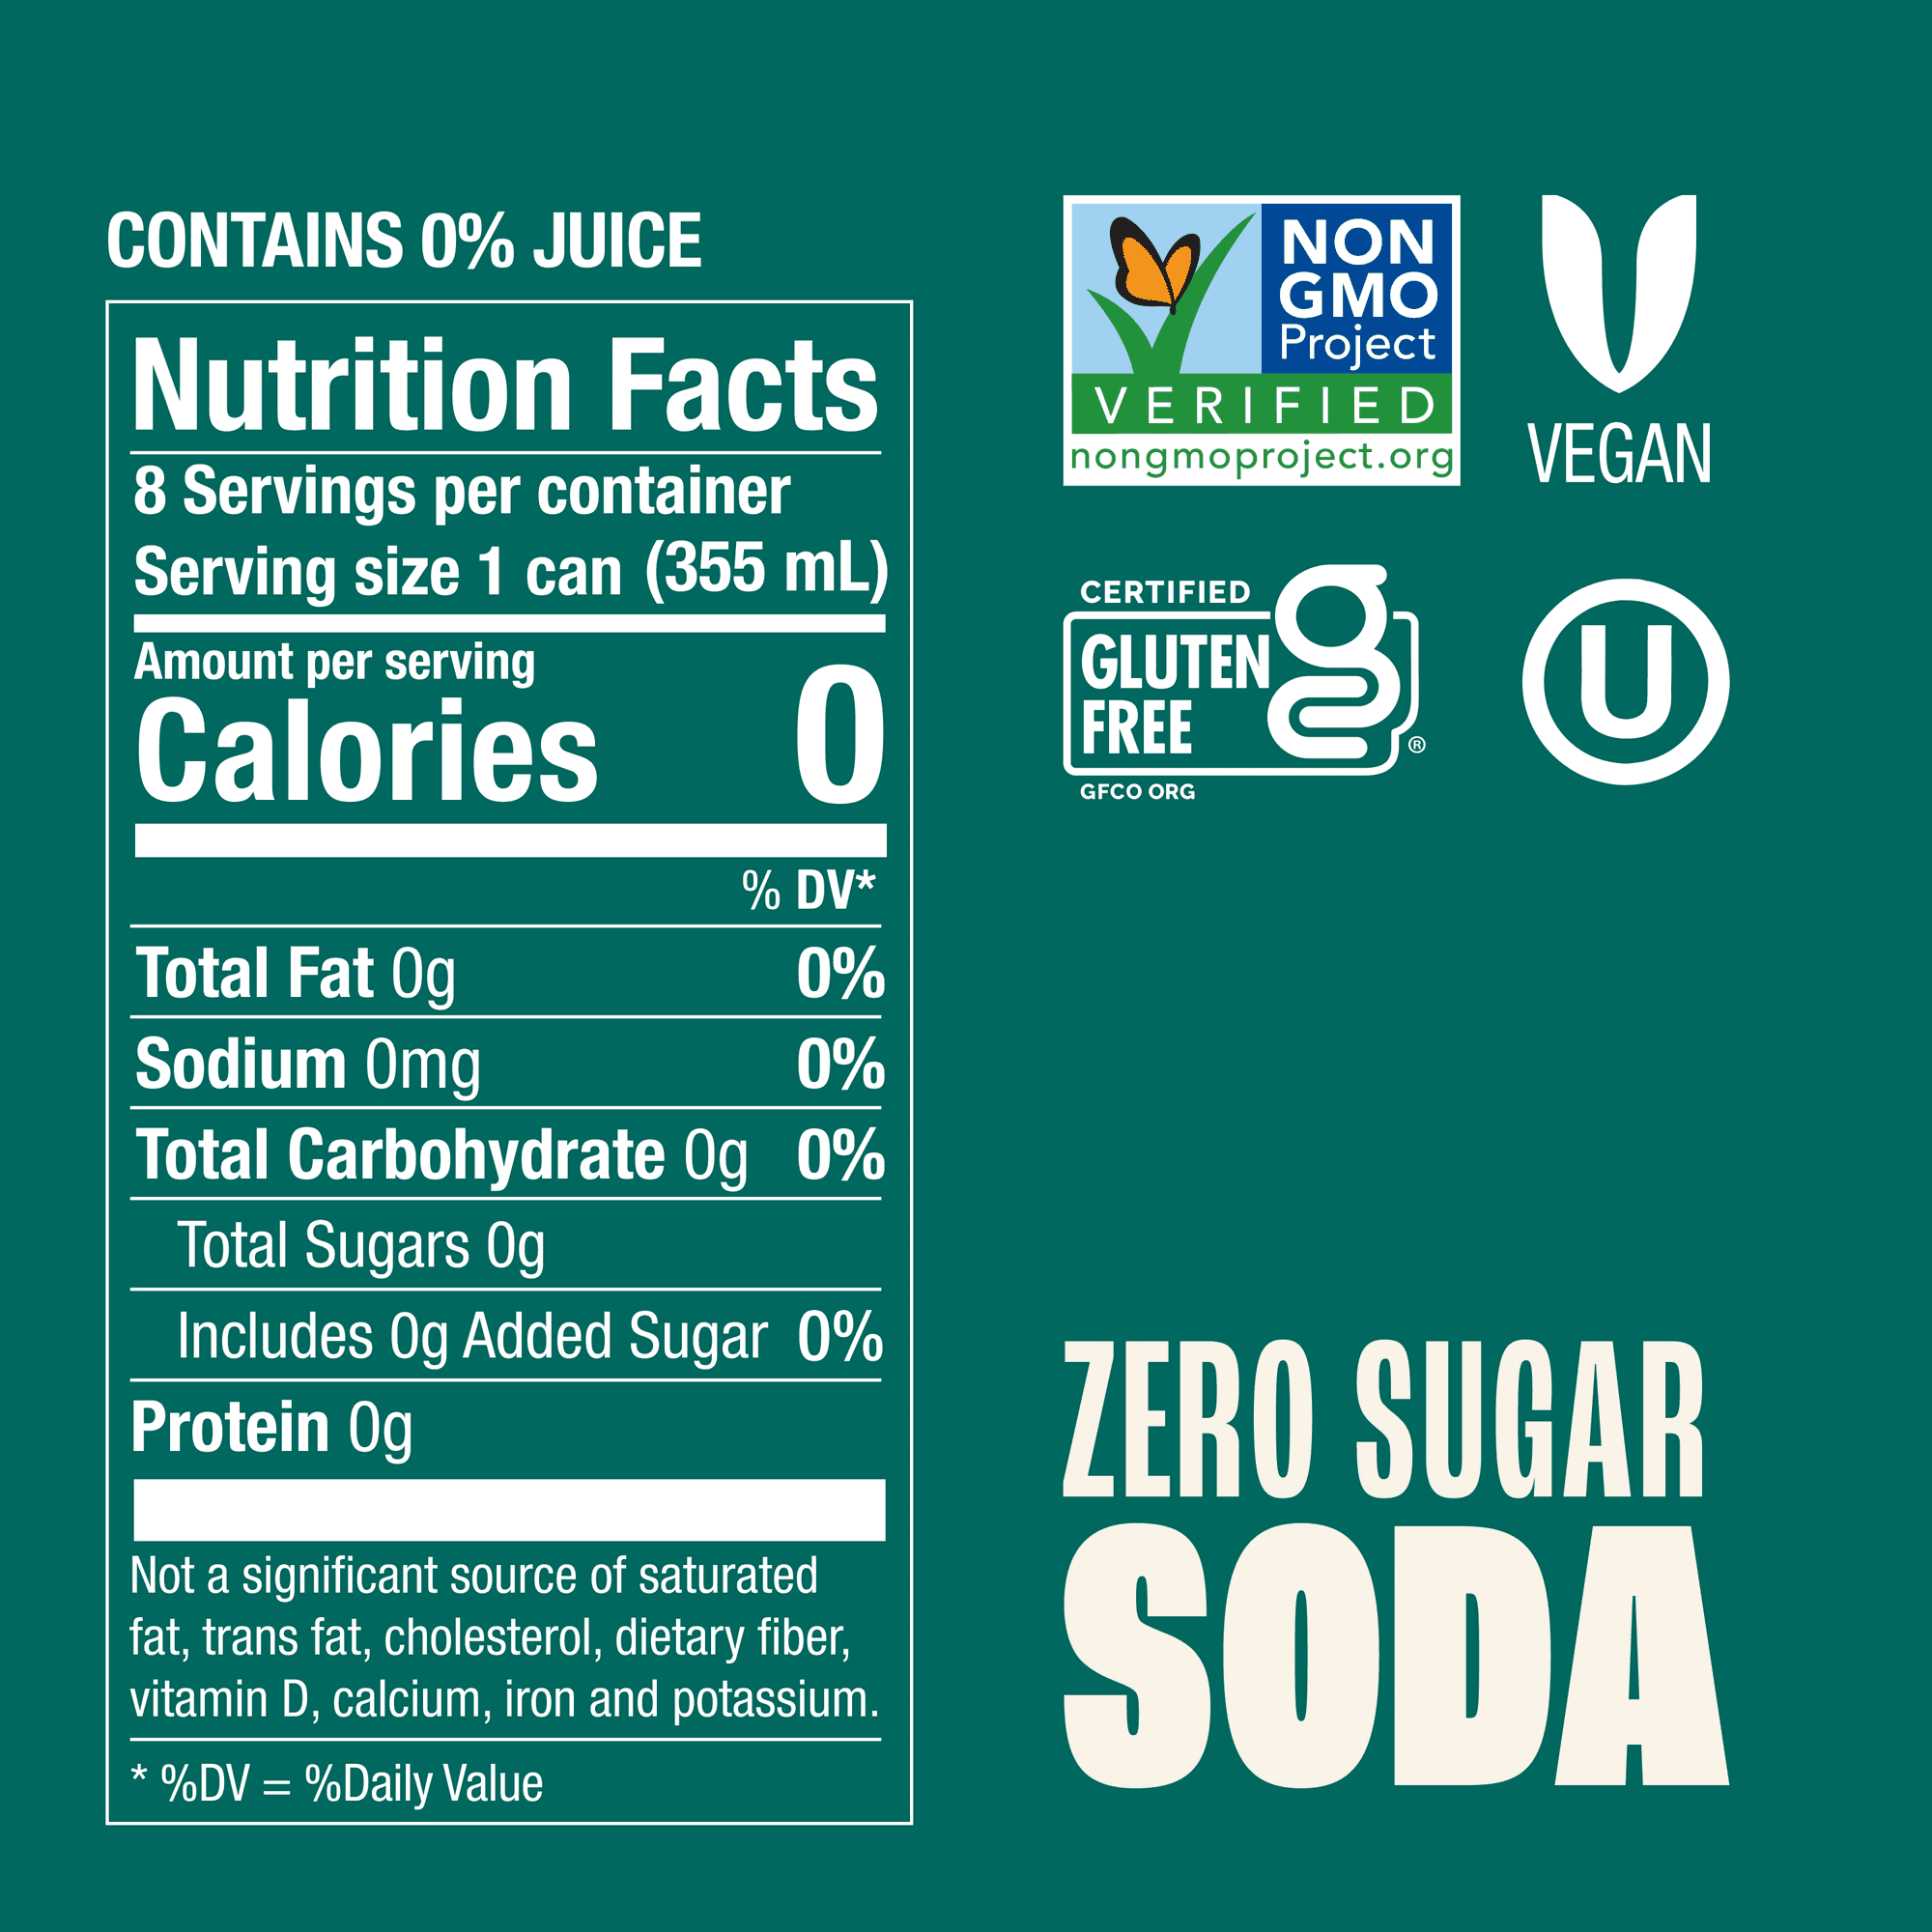 CONTAINS 0% JUICE
Nutrition Facts
8 Servings per container
Serving size 1 can (355 mL)
Amount per serving
Calories 0
% DV*
Total Fat 0g 0%
Sodium 0mg 0%
Total Carbohydrate 0g 0%
Total Sugars 0g
Includes 0g Added Sugar 0%
Protein 0g
Not a significant source of saturated
fat, trans fat, cholesterol, dietary fiber,
vitamin D, calcium, iron and potassium.
* %DV = %Daily Value
NON
GMO
Project
VERIFIED
nongmoproject.org
VEGAN
CERTIFIED
GLUTEN
FREE
g
®
GFCO ORG
U
ZERO SUGAR
SODA